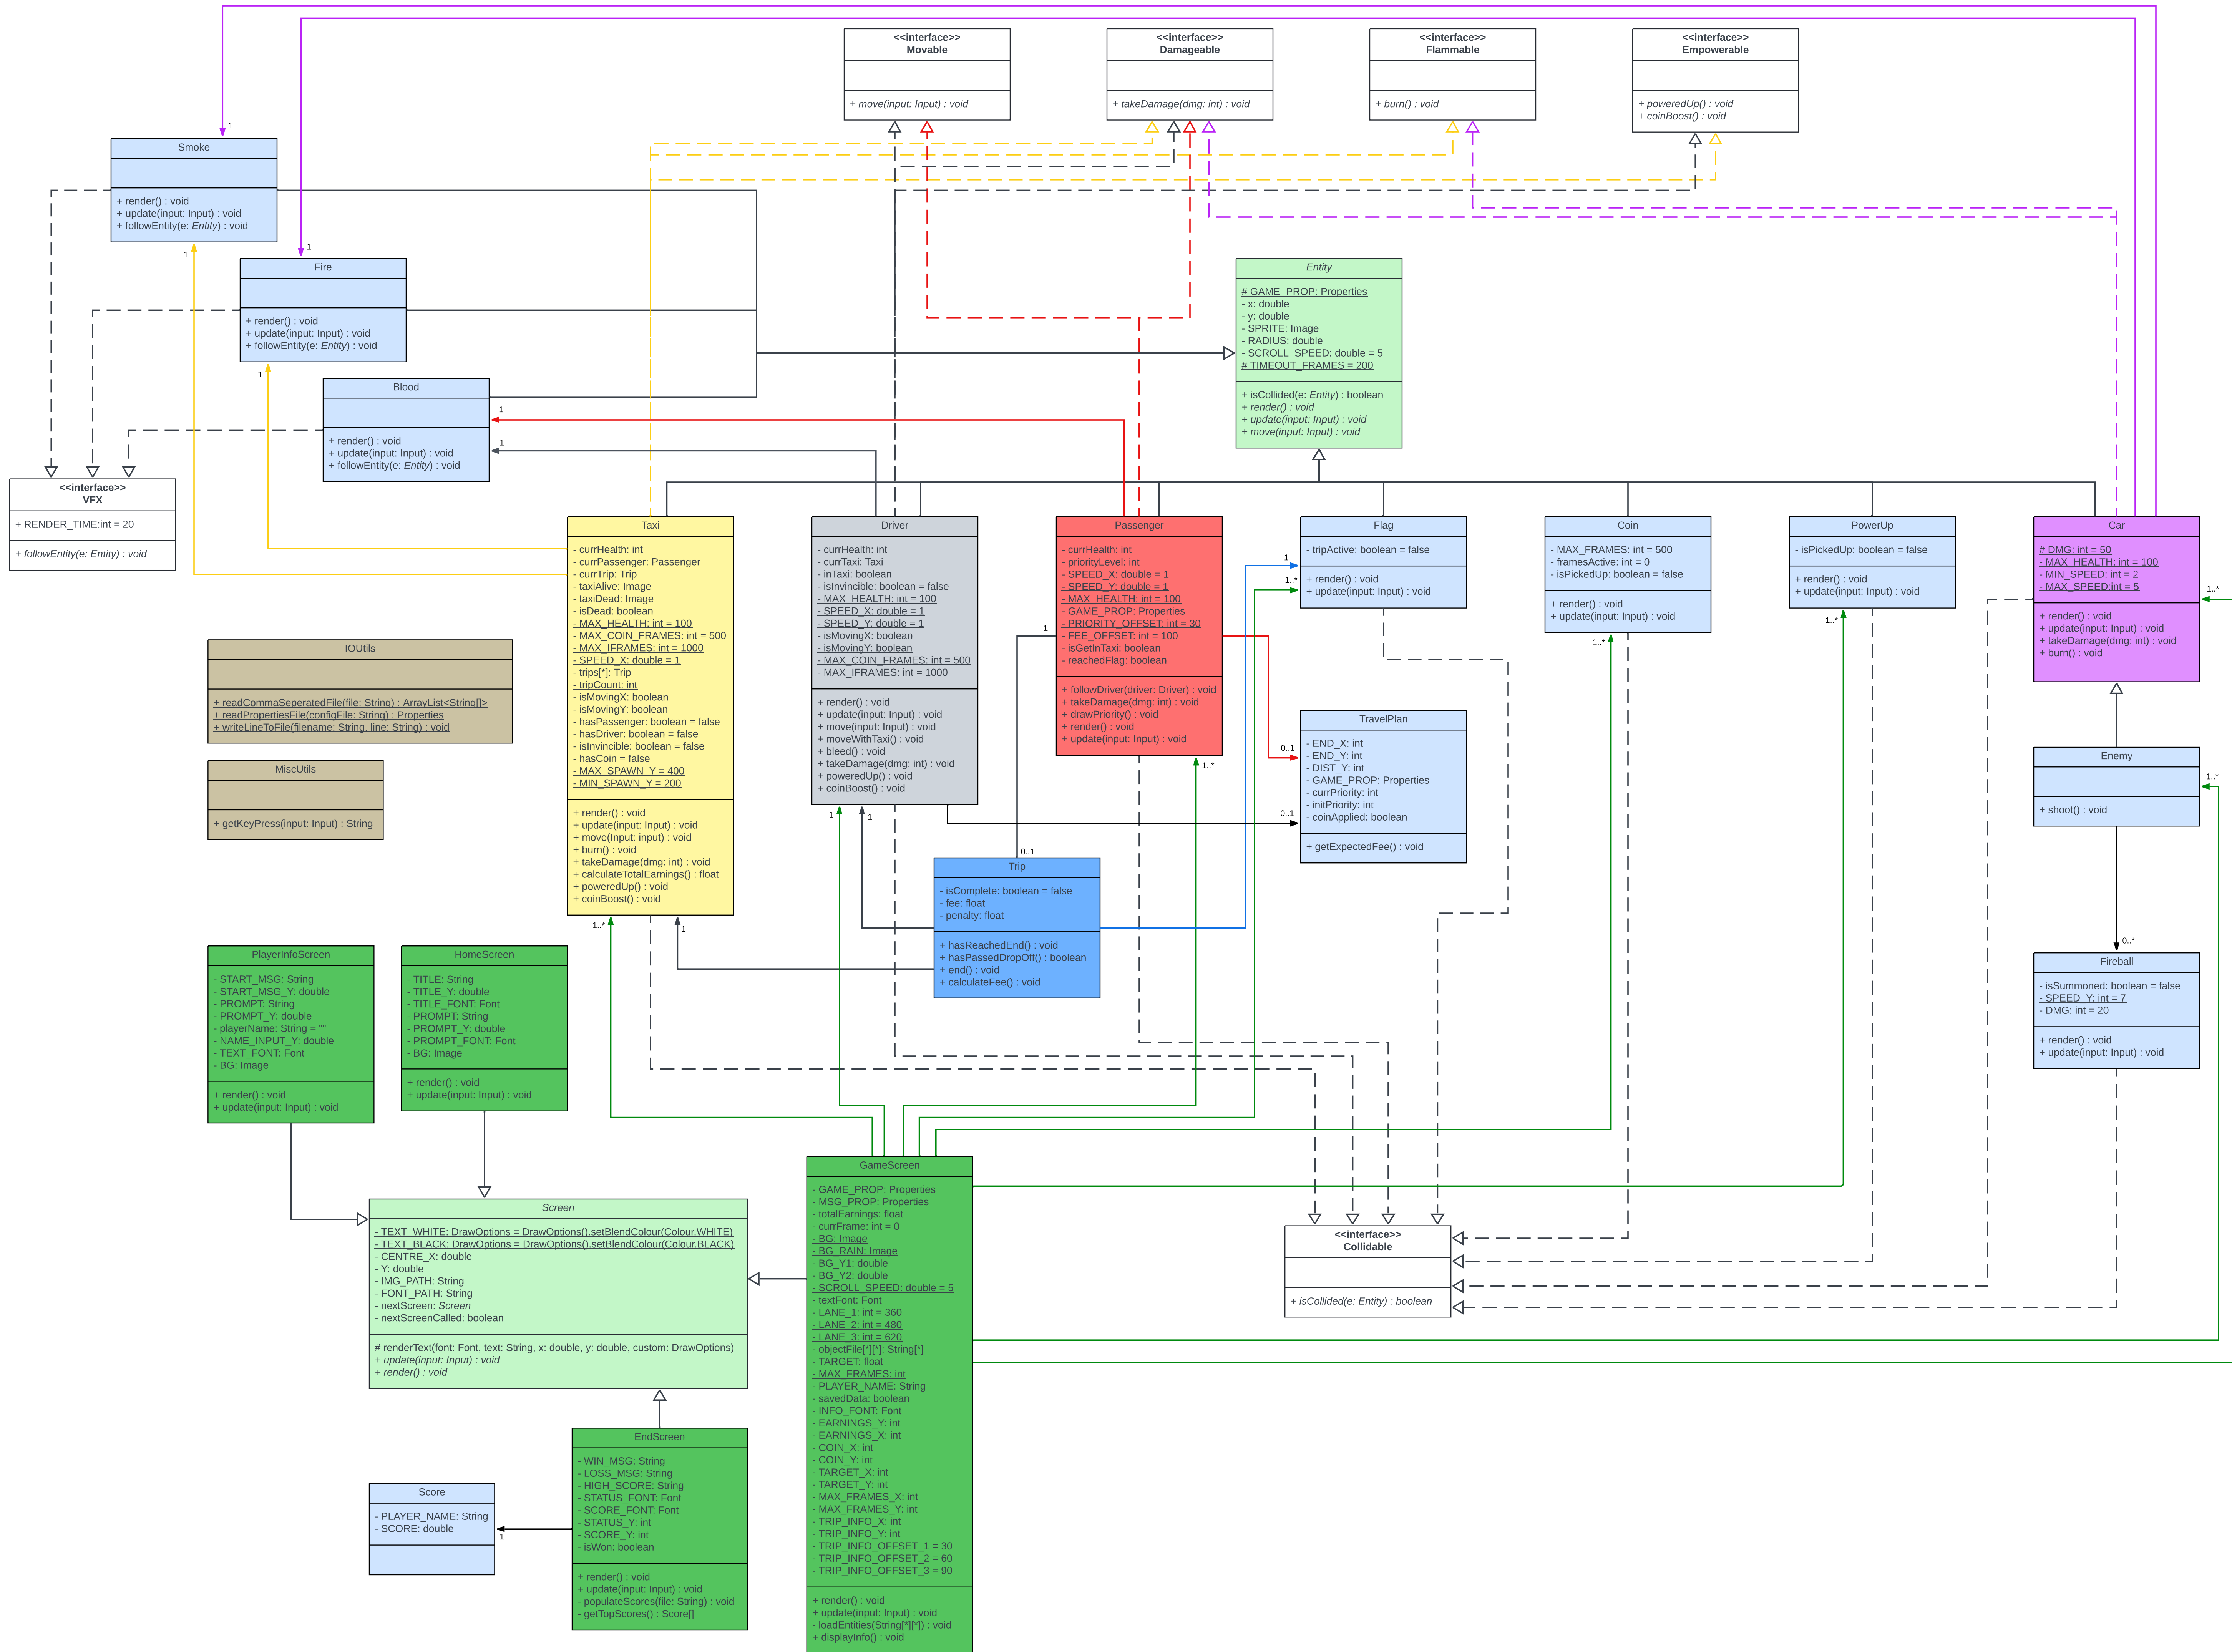 <<interface>>
Movable
+ move(input: Input) : void
<<interface>>
Damageable
+ takeDamage(dmg: int) : void
<<interface>>
Flammable
+ burn() : void
<<interface>>
Empowerable
+ poweredUp() : void
+ coinBoost() : void
1
Smoke
+ render() : void
+ update(input: Input) : void
+ followEntity(e: Entity) : void
1
1
Fire
+ render() : void
+ update(input: Input) : void
+ followEntity(e: Entity) : void
1
Blood
+ render() : void
+ update(input: Input) : void
+ followEntity(e: Entity) : void
1
1
<<interface>>
VFX
+ RENDER_TIME:int = 20
+ followEntity(e: Entity) : void
Entity
# GAME_PROP: Properties
- x: double
- y: double
- SPRITE: Image
- RADIUS: double
- SCROLL_SPEED: double = 5
# TIMEOUT_FRAMES = 200
+ isCollided(e: Entity) : boolean
+ render() : void
+ update(input: Input) : void
+ move(input: Input) : void
Taxi
- currHealth: int
- currPassenger: Passenger
- currTrip: Trip
- taxiAlive: Image
- taxiDead: Image
- isDead: boolean
- MAX_HEALTH: int = 100
- MAX_COIN_FRAMES: int = 500
- MAX_IFRAMES: int = 1000
- SPEED_X: double = 1
- trips[*]: Trip
- tripCount: int
- isMovingX: boolean
- isMovingY: boolean
- hasPassenger: boolean = false
- hasDriver: boolean = false
- isInvincible: boolean = false
- hasCoin = false
- MAX_SPAWN_Y = 400
- MIN_SPAWN_Y = 200
+ render() : void
+ update(input: Input) : void
+ move(Input: input) : void
+ burn() : void
+ takeDamage(dmg: int) : void
+ calculateTotalEarnings() : float
+ poweredUp() : void
+ coinBoost() : void
1..*
1
Driver
- currHealth: int
- currTaxi: Taxi
- inTaxi: boolean
- isInvincible: boolean = false
- MAX_HEALTH: int = 100
- SPEED_X: double = 1
- SPEED_Y: double = 1
- isMovingX: boolean
- isMovingY: boolean
- MAX_COIN_FRAMES: int = 500
- MAX_IFRAMES: int = 1000
+ render() : void
+ update(input: Input) : void
+ move(input: Input) : void
+ moveWithTaxi() : void
+ bleed() : void
+ takeDamage(dmg: int) : void
+ poweredUp() : void
+ coinBoost() : void
1
1
Passenger
- currHealth: int
- priorityLevel: int
- SPEED_X: double = 1
- SPEED_Y: double = 1
- MAX_HEALTH: int = 100
- GAME_PROP: Properties
- PRIORITY_OFFSET: int = 30
- FEE_OFFSET: int = 100
- isGetInTaxi: boolean
- reachedFlag: boolean
+ followDriver(driver: Driver) : void
+ takeDamage(dmg: int) : void
+ drawPriority() : void
+ render() : void
+ update(input: Input) : void
1
1..*
Flag
- tripActive: boolean = false
+ render() : void
+ update(input: Input) : void
1
1..*
Coin
- MAX_FRAMES: int = 500
- framesActive: int = 0
- isPickedUp: boolean = false
+ render() : void
+ update(input: Input) : void
1..*
PowerUp
- isPickedUp: boolean = false
+ render() : void
+ update(input: Input) : void
1..*
Car
# DMG: int = 50
- MAX_HEALTH: int = 100
- MIN_SPEED: int = 2
- MAX_SPEED:int = 5
+ render() : void
+ update(input: Input) : void
+ takeDamage(dmg: int) : void
+ burn() : void
1..*
TravelPlan
- END_X: int
- END_Y: int
- DIST_Y: int
- GAME_PROP: Properties
- currPriority: int
- initPriority: int
- coinApplied: boolean
+ getExpectedFee() : void
0..1
0..1
Enemy
+ shoot() : void
1..*
0..*
Fireball
- isSummoned: boolean = false
- SPEED_Y: int = 7
- DMG: int = 20
+ render() : void
+ update(input: Input) : void
0..1
Trip
- isComplete: boolean = false
- fee: float
- penalty: float
+ hasReachedEnd() : void
+ hasPassedDropOff() : boolean
+ end() : void
+ calculateFee() : void
IOUtils
+ readCommaSeperatedFile(file: String) : ArrayList<String[]>
+ readPropertiesFile(configFile: String) : Properties
+ writeLineToFile(filename: String, line: String) : void
MiscUtils
+ getKeyPress(input: Input) : String
PlayerInfoScreen
- START_MSG: String
- START_MSG_Y: double
- PROMPT: String
- PROMPT_Y: double
- playerName: String = ""
- NAME_INPUT_Y: double
- TEXT_FONT: Font
- BG: Image
+ render() : void
+ update(input: Input) : void
HomeScreen
- TITLE: String
- TITLE_Y: double
- TITLE_FONT: Font
- PROMPT: String
- PROMPT_Y: double
- PROMPT_FONT: Font
- BG: Image
+ render() : void
+ update(input: Input) : void
Screen
- TEXT_WHITE: DrawOptions = DrawOptions().setBlendColour(Colour.WHITE)
- TEXT_BLACK: DrawOptions = DrawOptions().setBlendColour(Colour.BLACK)
- CENTRE_X: double
- Y: double
- IMG_PATH: String
- FONT_PATH: String
- nextScreen: Screen
- nextScreenCalled: boolean
# renderText(font: Font, text: String, x: double, y: double, custom: DrawOptions)
+ update(input: Input) : void
+ render() : void
GameScreen
- GAME_PROP: Properties
- MSG_PROP: Properties
- totalEarnings: float
- currFrame: int = 0
- BG: Image
- BG_RAIN: Image
- BG_Y1: double
- BG_Y2: double
- SCROLL_SPEED: double = 5
- textFont: Font
- LANE_1: int = 360
- LANE_2: int = 480
- LANE_3: int = 620
- objectFile[*][*]: String[*]
- TARGET: float
- MAX_FRAMES: int
- PLAYER_NAME: String
- savedData: boolean
- INFO_FONT: Font
- EARNINGS_Y: int
- EARNINGS_X: int
- COIN_X: int
- COIN_Y: int
- TARGET_X: int
- TARGET_Y: int
- MAX_FRAMES_X: int
- MAX_FRAMES_Y: int
- TRIP_INFO_X: int
- TRIP_INFO_Y: int
- TRIP_INFO_OFFSET_1 = 30
- TRIP_INFO_OFFSET_2 = 60
- TRIP_INFO_OFFSET_3 = 90
+ render() : void
+ update(input: Input) : void
- loadEntities(String[*][*]) : void
+ displayInfo() : void
<<interface>>
Collidable
+ isCollided(e: Entity) : boolean
EndScreen
- WIN_MSG: String
- LOSS_MSG: String
- HIGH_SCORE: String
- STATUS_FONT: Font
- SCORE_FONT: Font
- STATUS_Y: int
- SCORE_Y: int
- isWon: boolean
+ render() : void
+ update(input: Input) : void
- populateScores(file: String) : void
- getTopScores() : Score[]
Score
- PLAYER_NAME: String
- SCORE: double
1